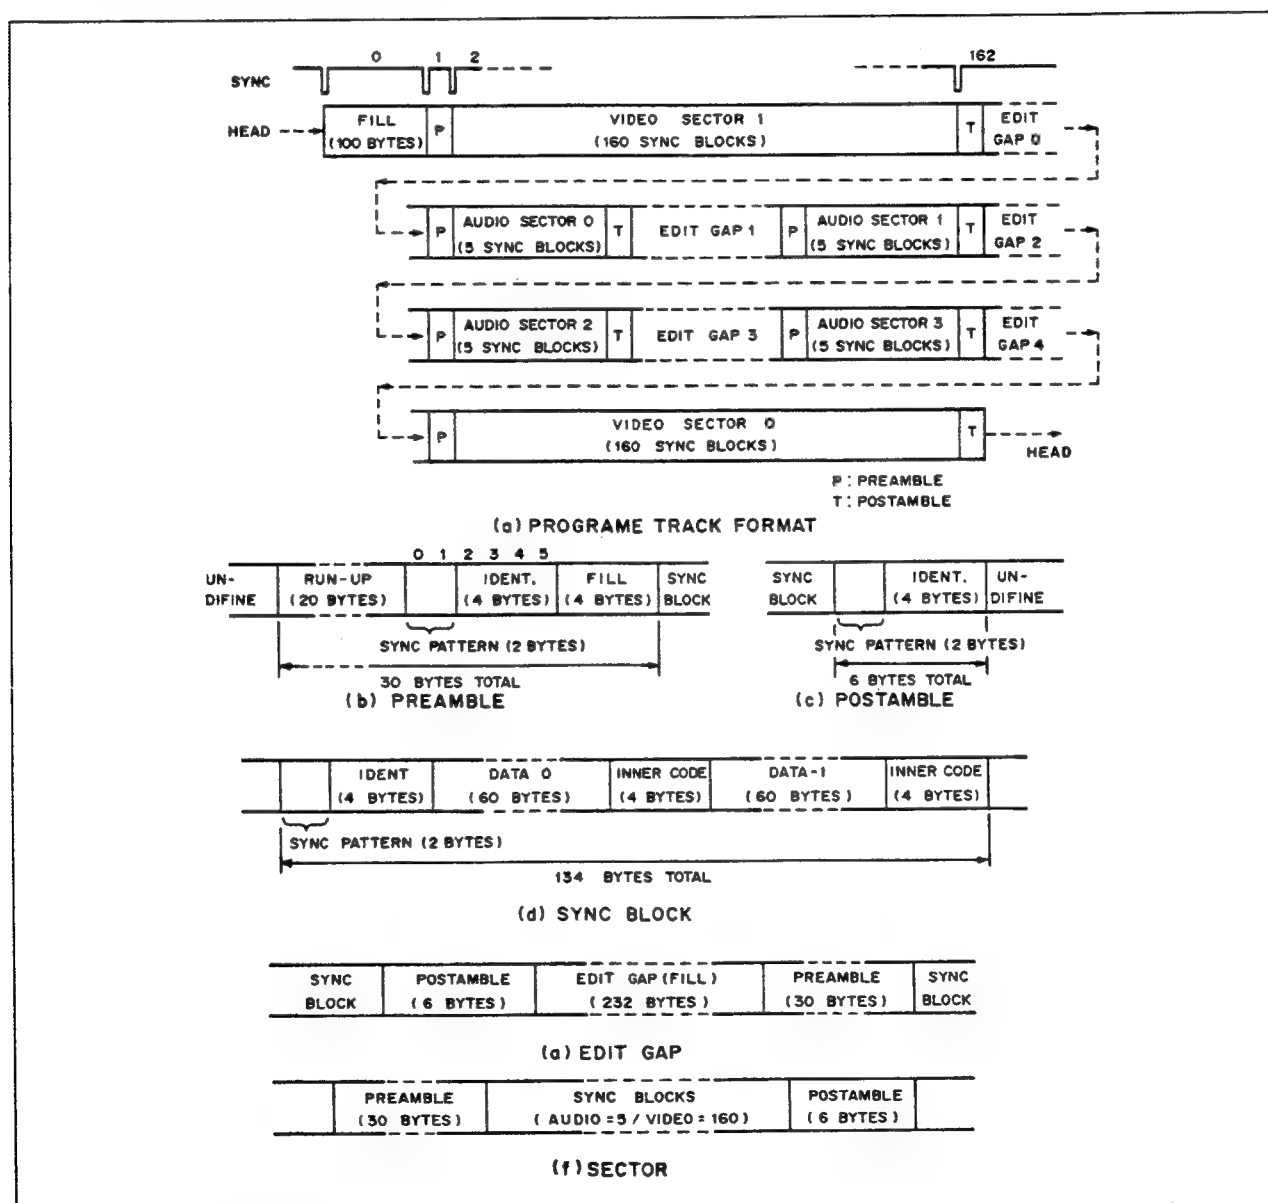 0 1 2 162
SYNC
HEAD
FILL
(100 BYTES)
P
VIDEO SECTOR 1
(160 SYNC BLOCKS)
T
EDIT
GAP 0
P
AUDIO SECTOR 0
(5 SYNC BLOCKS)
T
EDIT GAP 1
P
AUDIO SECTOR 1
(5 SYNC BLOCKS)
T
EDIT
GAP 2
P
AUDIO SECTOR 2
(5 SYNC BLOCKS)
T
EDIT GAP 3
P
AUDIO SECTOR 3
(5 SYNC BLOCKS)
T
EDIT
GAP 4
P
VIDEO SECTOR 0
(160 SYNC BLOCKS)
T
HEAD
P : PREAMBLE
T : POSTAMBLE
(a) PROGRAME TRACK FORMAT
0 1 2 3 4 5
UN-
DIFINE
RUN-UP
(20 BYTES)
IDENT.
(4 BYTES)
FILL
(4 BYTES)
SYNC
BLOCK
SYNC PATTERN (2 BYTES)
30 BYTES TOTAL
(b) PREAMBLE
SYNC
BLOCK
IDENT.
(4 BYTES)
UN-
DIFINE
SYNC PATTERN (2 BYTES)
6 BYTES TOTAL
(c) POSTAMBLE
IDENT
(4 BYTES)
DATA 0
(60 BYTES)
INNER CODE
(4 BYTES)
DATA-1
(60 BYTES)
INNER CODE
(4 BYTES)
SYNC PATTERN (2 BYTES)
134 BYTES TOTAL
(d) SYNC BLOCK
SYNC
BLOCK
POSTAMBLE
(6 BYTES)
EDIT GAP (FILL)
(232 BYTES)
PREAMBLE
(30 BYTES)
SYNC
BLOCK
(a) EDIT GAP
PREAMBLE
(30 BYTES)
SYNC BLOCKS
(AUDIO=5 / VIDEO=160)
POSTAMBLE
(6 BYTES)
(f) SECTOR